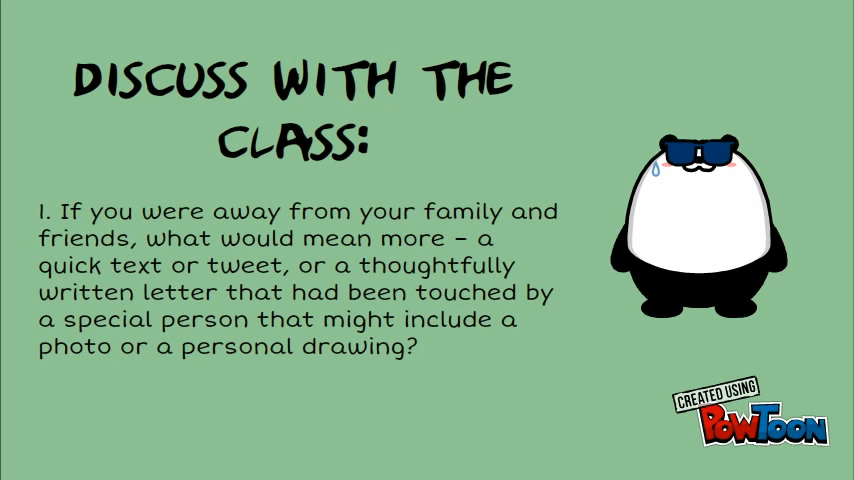 DISCUSS WITH THE
CLASS:
1. If you were away from your family and
friends, what would mean more – a
quick text or tweet, or a thoughtfully
written letter that had been touched by
a special person that might include a
photo or a personal drawing?
CREATED USING
POWTOON